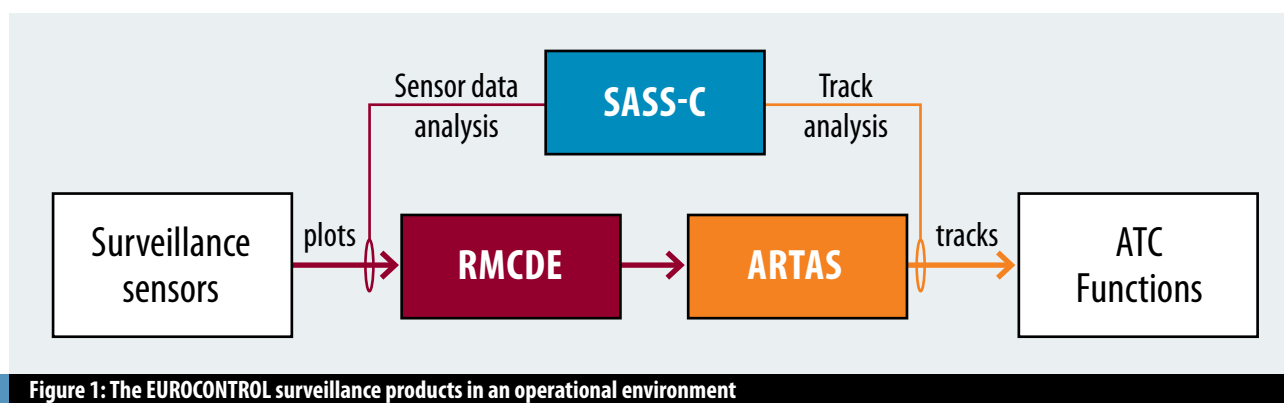 Sensor data
analysis
SASS-C
Track
analysis
Surveillance
sensors
plots
RMCDE
ARTAS
tracks
ATC
Functions
Figure 1: The EUROCONTROL surveillance products in an operational environment